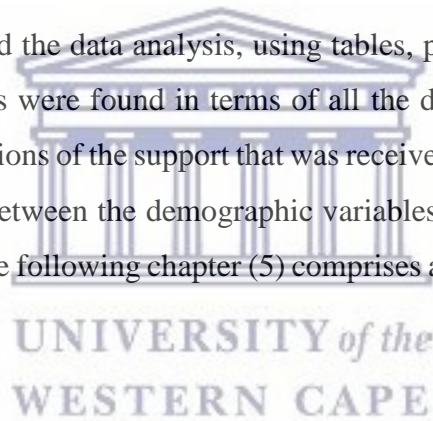 d the data analysis, using tables, p
s were found in terms of all the d
ions of the support that was receive
between the demographic variables
e following chapter (5) comprises a
UNIVERSITY of the
WESTERN CAPE